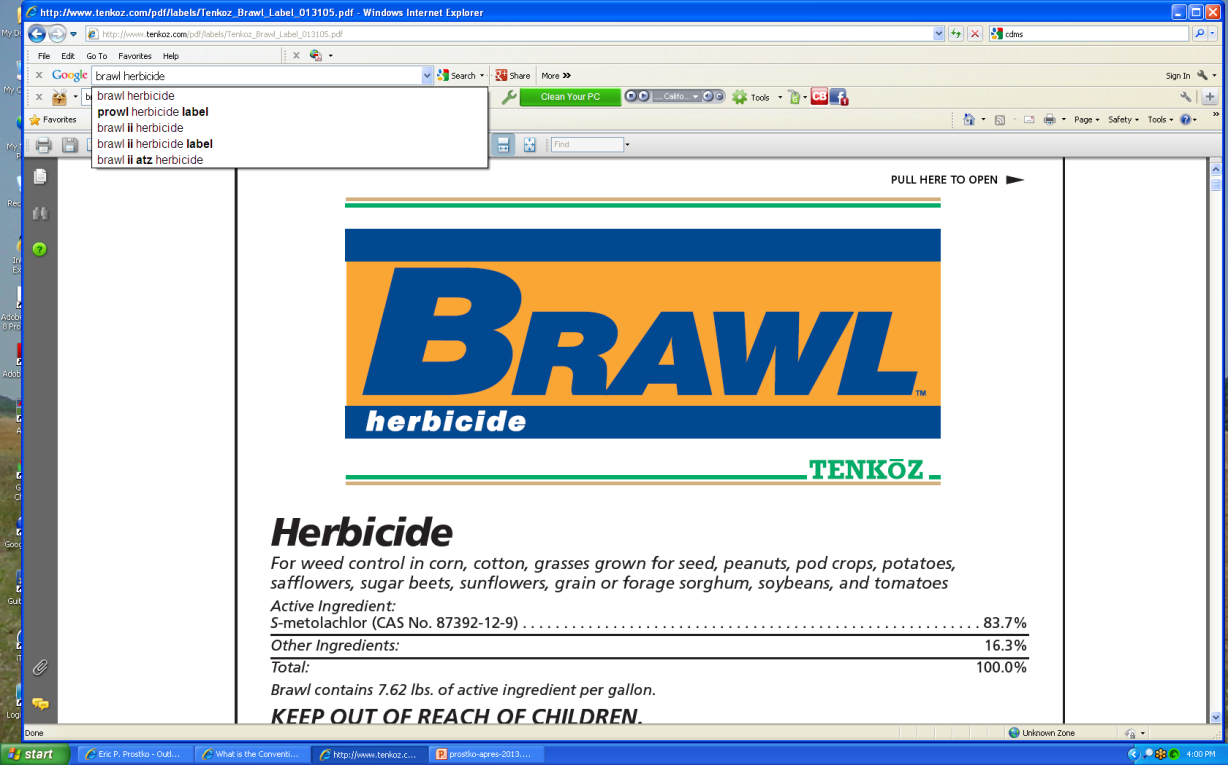 http://www.tenkoz.com/pdf/labels/Tenkoz_Brawl_Label_013105.pdf - Windows Internet Explorer
http://www.tenkoz.com/pdf/labels/Tenkoz_Brawl_Label_013105.pdf
cdms
File Edit Go To Favorites Help
Google brawl herbicide Search Share More » Sign In
Clean Your PC Tools CB
Favorites Page Safety Tools
brawl herbicide
prowl herbicide label
brawl ii herbicide
brawl ii herbicide label
brawl ii atz herbicide
Find
PULL HERE TO OPEN
BRAWL™
herbicide
TENKŌZ
Herbicide
For weed control in corn, cotton, grasses grown for seed, peanuts, pod crops, potatoes,
safflowers, sugar beets, sunflowers, grain or forage sorghum, soybeans, and tomatoes
Active Ingredient:
S-metolachlor (CAS No. 87392-12-9) . . . . . . . . . . . . . . . . . . . . . . . . . . . . . . . . . . . . . . . . . . . . . . . . . . . . . . . . . 83.7%
Other Ingredients: 16.3%
Total: 100.0%
Brawl contains 7.62 lbs. of active ingredient per gallon.
KEEP OUT OF REACH OF CHILDREN.
Done Unknown Zone
start Eric P. Prostko - Outl... What is the Conventi... http://www.tenkoz.c... prostko-apres-2013.... 4:00 PM